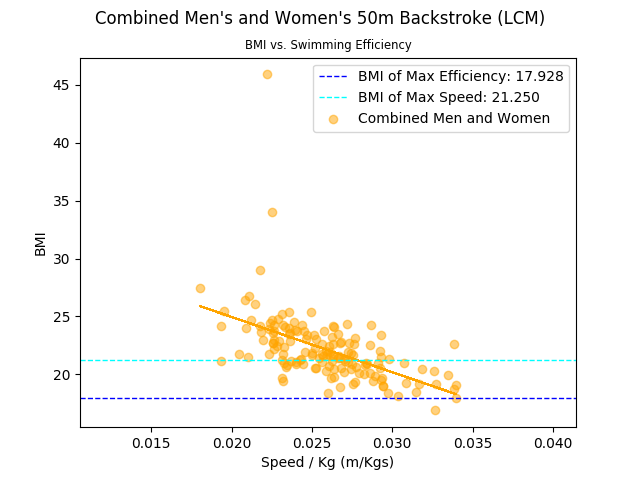 Combined Men's and Women's 50m Backstroke (LCM)
BMI vs. Swimming Efficiency
BMI of Max Efficiency: 17.928
BMI of Max Speed: 21.250
Combined Men and Women
45
40
35
30
25
20
BMI
0.015 0.020 0.025 0.030 0.035 0.040
Speed / Kg (m/Kgs)